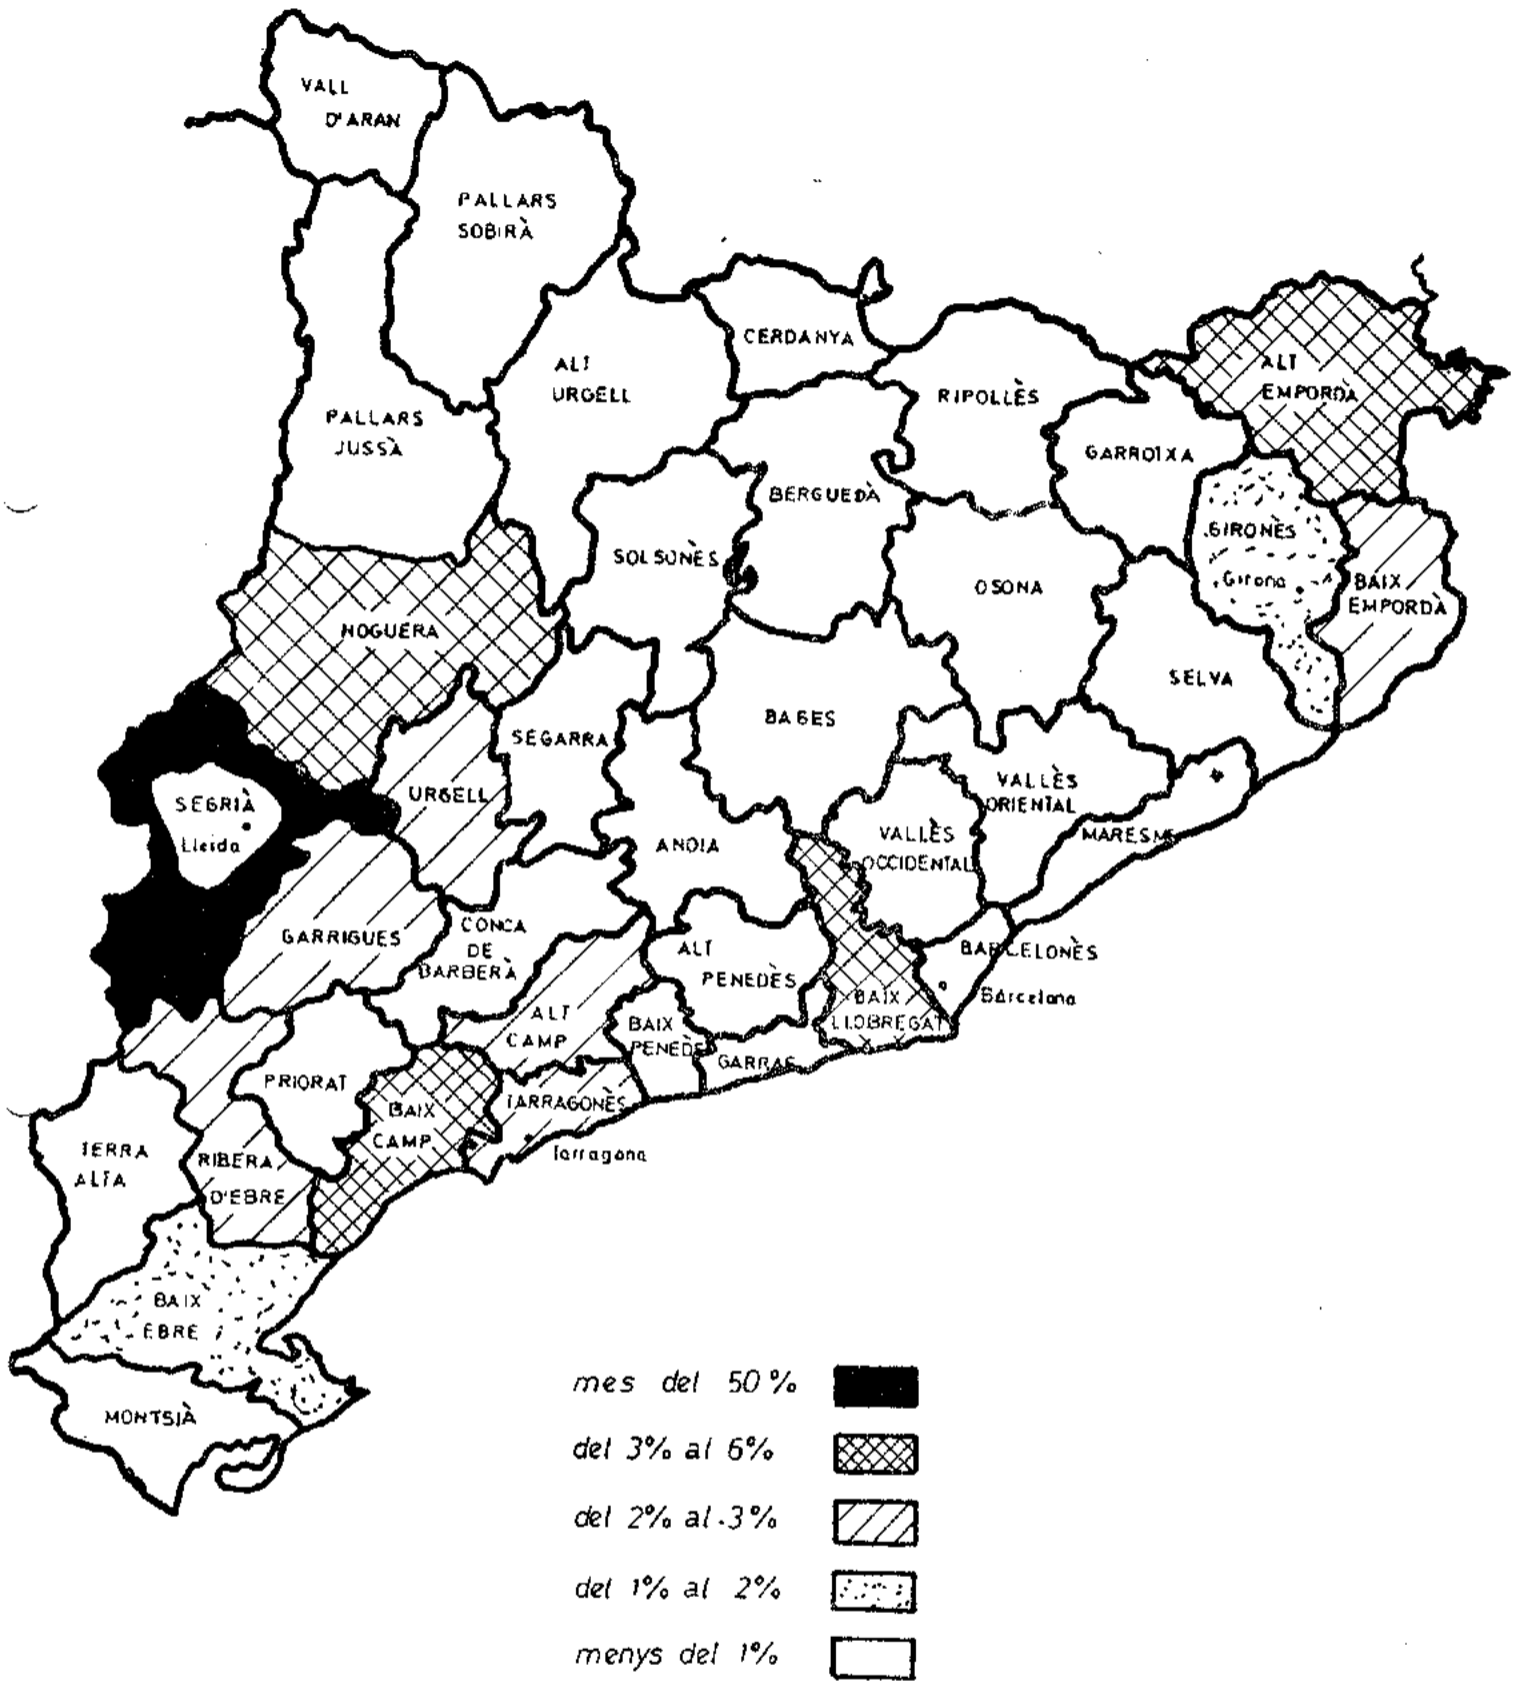 VALL
D'ARAN
PALLARS
SOBIRÀ
CERDANYA
ALT
URGELL
RIPOLLÈS
ALT
EMPORDÀ
PALLARS
JUSSÀ
GARROTXA
BERGUEDÀ
GIRONÈS
Girona
SOLSONÈS
OSONA
BAIX
EMPORDÀ
NOGUERA
SELVA
BAGES
SEGARRA
URGELL
VALLÈS
ORIENTAL
SEGRIÀ
Lleida
VALLÈS
OCCIDENTAL
MARESME
ANOIA
GARRIGUES
CONCA
DE
BARBERÀ
ALT
PENEDÈS
BARCELONÈS
Barcelona
BAIX
LLOBREGAT
ALT
CAMP
BAIX
PENEDÈS
GARRAF
PRIORAT
BAIX
CAMP
TARRAGONÈS
Tarragona
TERRA
ALTA
RIBERA
D'EBRE
BAIX
EBRE
MONTSIÀ
mes del 50%
del 3% al 6%
del 2% al 3%
del 1% al 2%
menys del 1%